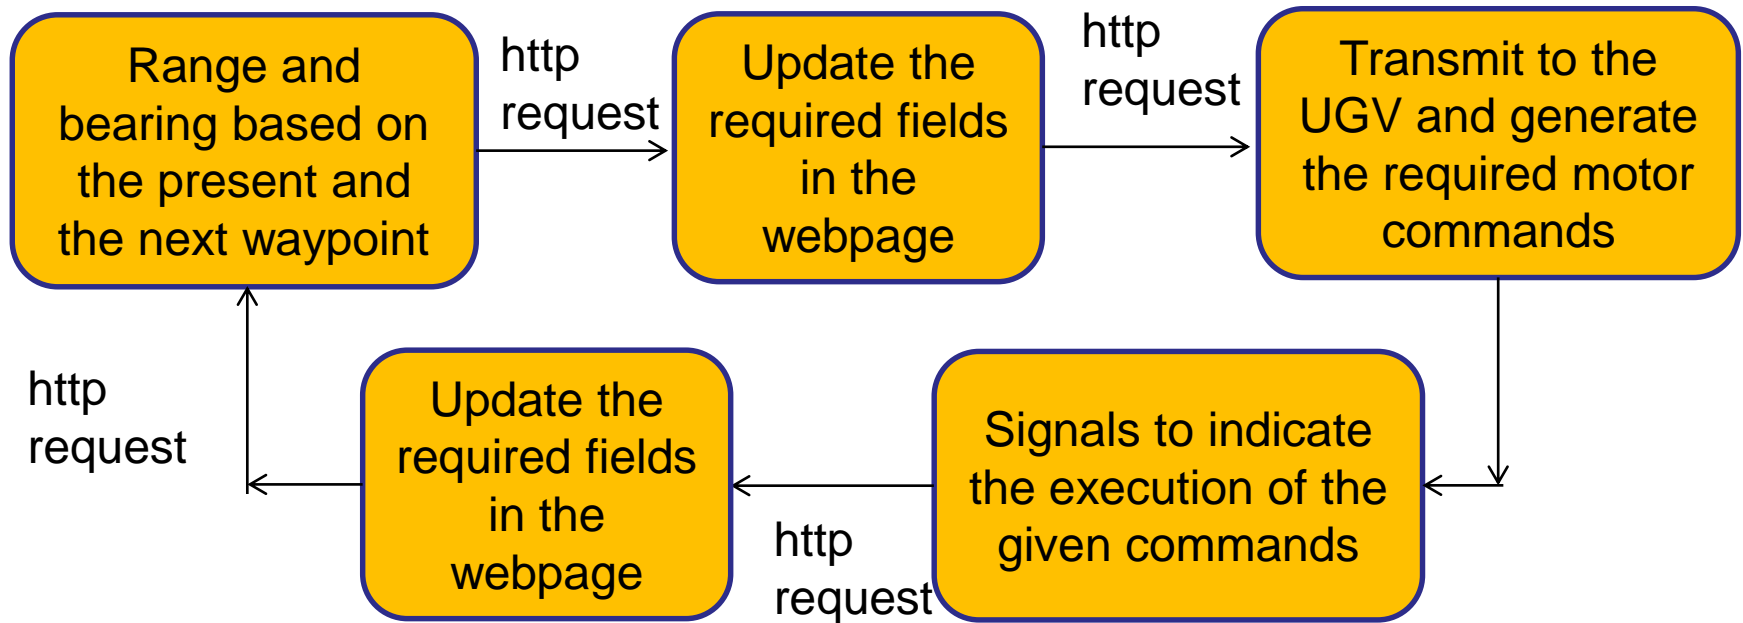 Range and
bearing based on
the present and
the next waypoint
http
request
Update the
required fields
in the
webpage
http
request
Transmit to the
UGV and generate
the required motor
commands
http
request
Update the
required fields
in the
webpage
http
request
Signals to indicate
the execution of the
given commands